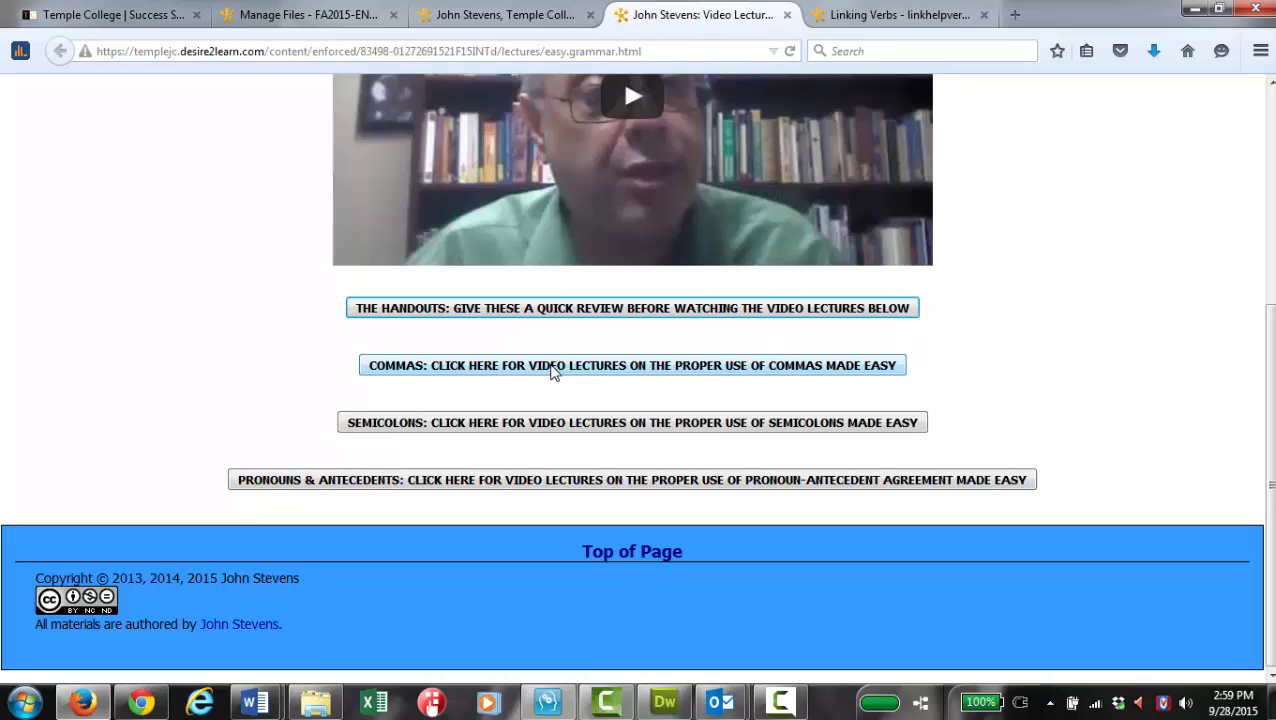 Temple College | Success S...
Manage Files - FA2015-EN...
John Stevens, Temple Coll...
John Stevens: Video Lectur...
Linking Verbs - linkhelpver...
https://templejc.desire2learn.com/content/enforced/83498-01272691521F15INTd/lectures/easy.grammar.html
Search
THE HANDOUTS: GIVE THESE A QUICK REVIEW BEFORE WATCHING THE VIDEO LECTURES BELOW
COMMAS: CLICK HERE FOR VIDEO LECTURES ON THE PROPER USE OF COMMAS MADE EASY
SEMICOLONS: CLICK HERE FOR VIDEO LECTURES ON THE PROPER USE OF SEMICOLONS MADE EASY
PRONOUNS & ANTECEDENTS: CLICK HERE FOR VIDEO LECTURES ON THE PROPER USE OF PRONOUN-ANTECEDENT AGREEMENT MADE EASY
Top of Page
Copyright © 2013, 2014, 2015 John Stevens
cc
BY NC ND
All materials are authored by John Stevens.
Dw
100%
2:59 PM
9/28/2015